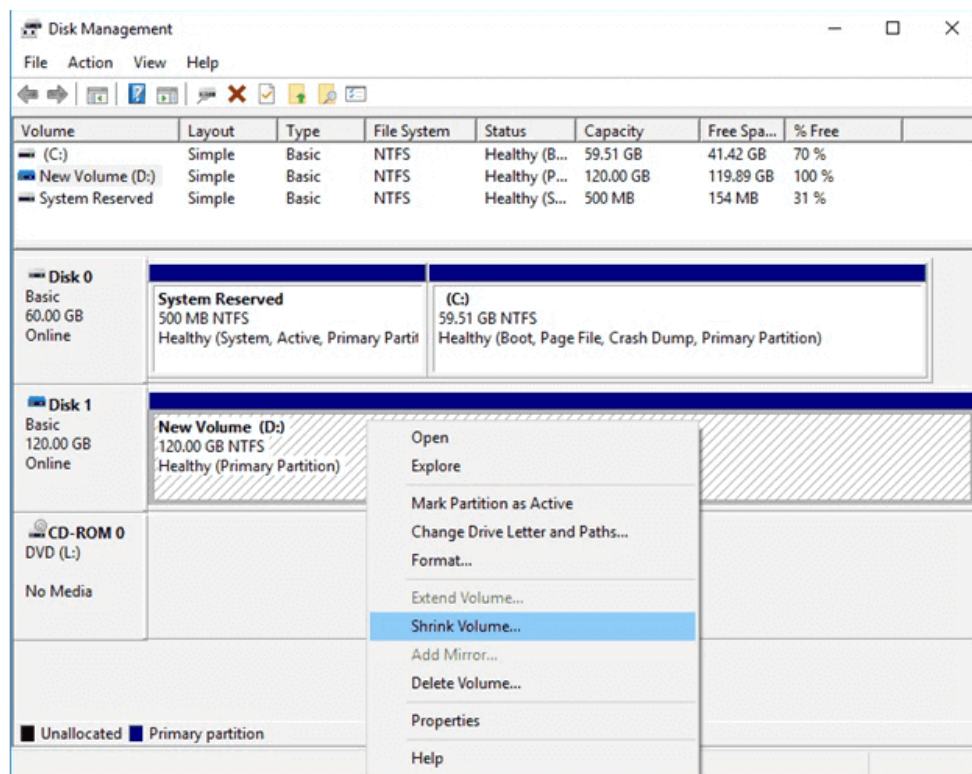 Disk Management
File Action View Help
Volume Layout Type File System Status Capacity Free Spa... % Free
(C:) Simple Basic NTFS Healthy (B... 59.51 GB 41.42 GB 70 %
New Volume (D:) Simple Basic NTFS Healthy (P... 120.00 GB 119.89 GB 100 %
System Reserved Simple Basic NTFS Healthy (S... 500 MB 154 MB 31 %
Disk 0
Basic
60.00 GB
Online
System Reserved
500 MB NTFS
Healthy (System, Active, Primary Partit
(C:)
59.51 GB NTFS
Healthy (Boot, Page File, Crash Dump, Primary Partition)
Disk 1
Basic
120.00 GB
Online
New Volume (D:)
120.00 GB NTFS
Healthy (Primary Partition)
Open
Explore
Mark Partition as Active
Change Drive Letter and Paths...
Format...
Extend Volume...
Shrink Volume...
Add Mirror...
Delete Volume...
Properties
Help
CD-ROM 0
DVD (L:)
No Media
Unallocated Primary partition